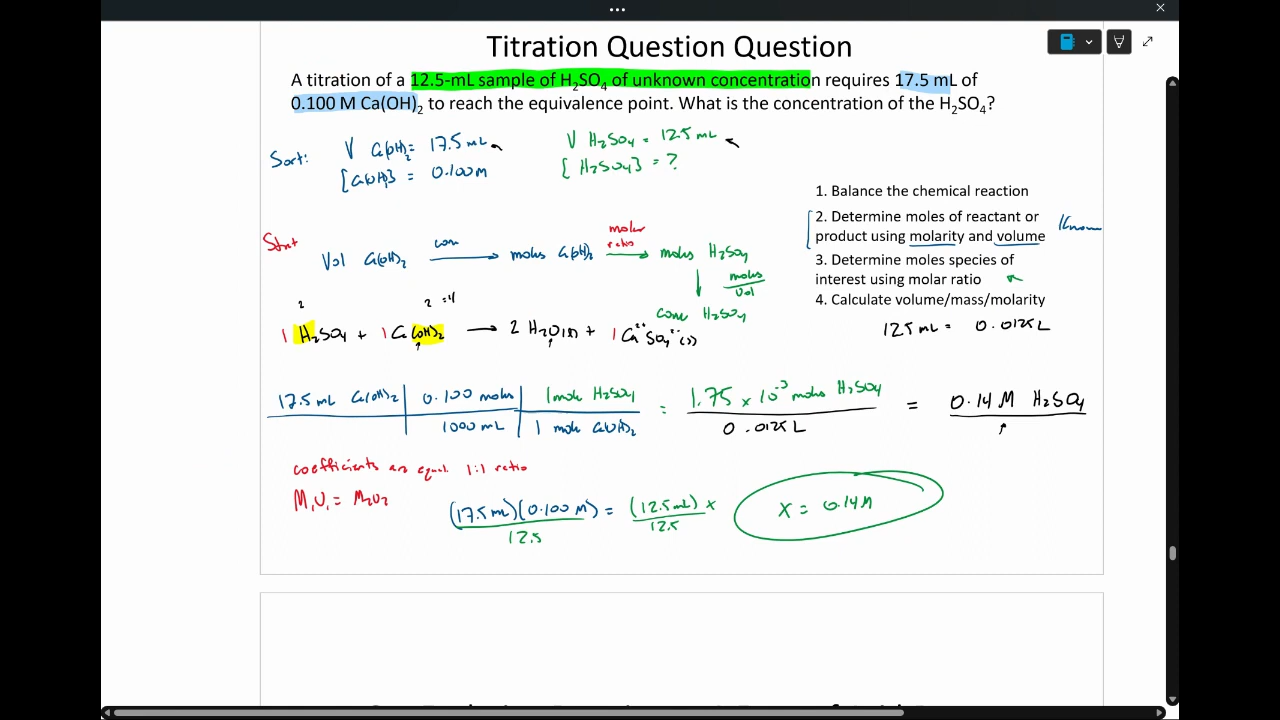 Titration Question Question
A titration of a 12.5-mL sample of H₂SO₄ of unknown concentration requires 17.5 mL of
0.100 M Ca(OH)₂ to reach the equivalence point. What is the concentration of the H₂SO₄?
Sort: V Ca(OH)₂ = 17.5 mL V H₂SO₄ = 12.5 mL
[Ca(OH)₂] = 0.100 M [H₂SO₄] = ?
1. Balance the chemical reaction
2. Determine moles of reactant or
product using molarity and volume Known
3. Determine moles species of
interest using molar ratio
4. Calculate volume/mass/molarity
12.5 mL = 0.0125 L
Strat
Vol Ca(OH)₂ conc moles Ca(OH)₂ molar ratio moles H₂SO₄
moles/Vol
conc H₂SO₄
2 2 = 4
1 H₂SO₄ + 1 Ca(OH)₂ → 2 H₂O(l) + 1 Ca²⁺SO₄²⁻(s)
17.5 mL Ca(OH)₂ | 0.100 moles | 1 mole H₂SO₄ = 1.75 x 10⁻³ moles H₂SO₄ = 0.14 M H₂SO₄
1000 mL | 1 mole Ca(OH)₂ 0.0125 L
coefficients are equal 1:1 ratio
M₁V₁ = M₂V₂
(17.5 mL)(0.100 M) = (12.5 mL) x X = 0.14 M
12.5 12.5